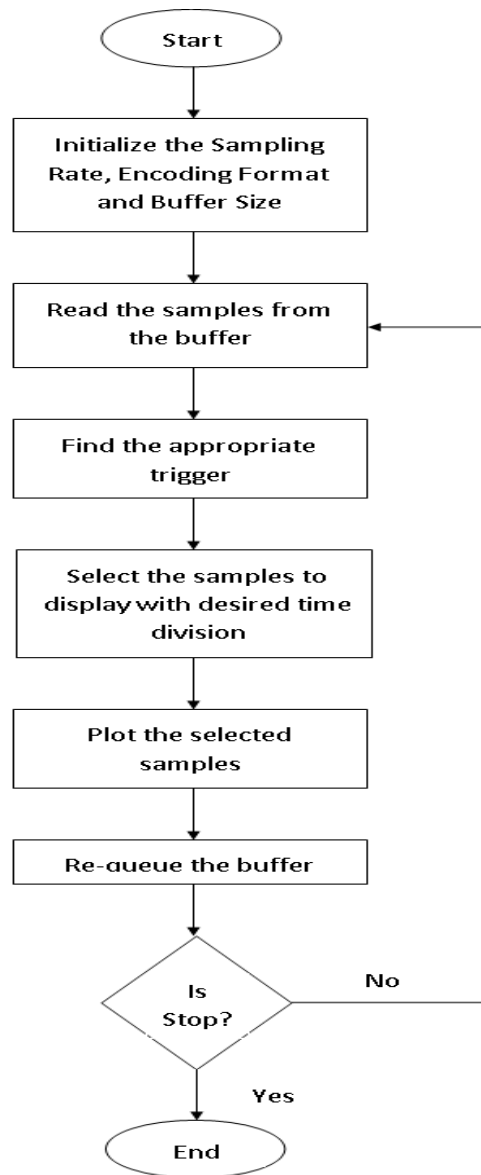 Start
Initialize the Sampling
Rate, Encoding Format
and Buffer Size
Read the samples from
the buffer
Find the appropriate
trigger
Select the samples to
display with desired time
division
Plot the selected
samples
Re-queue the buffer
Is
Stop?
No
Yes
End